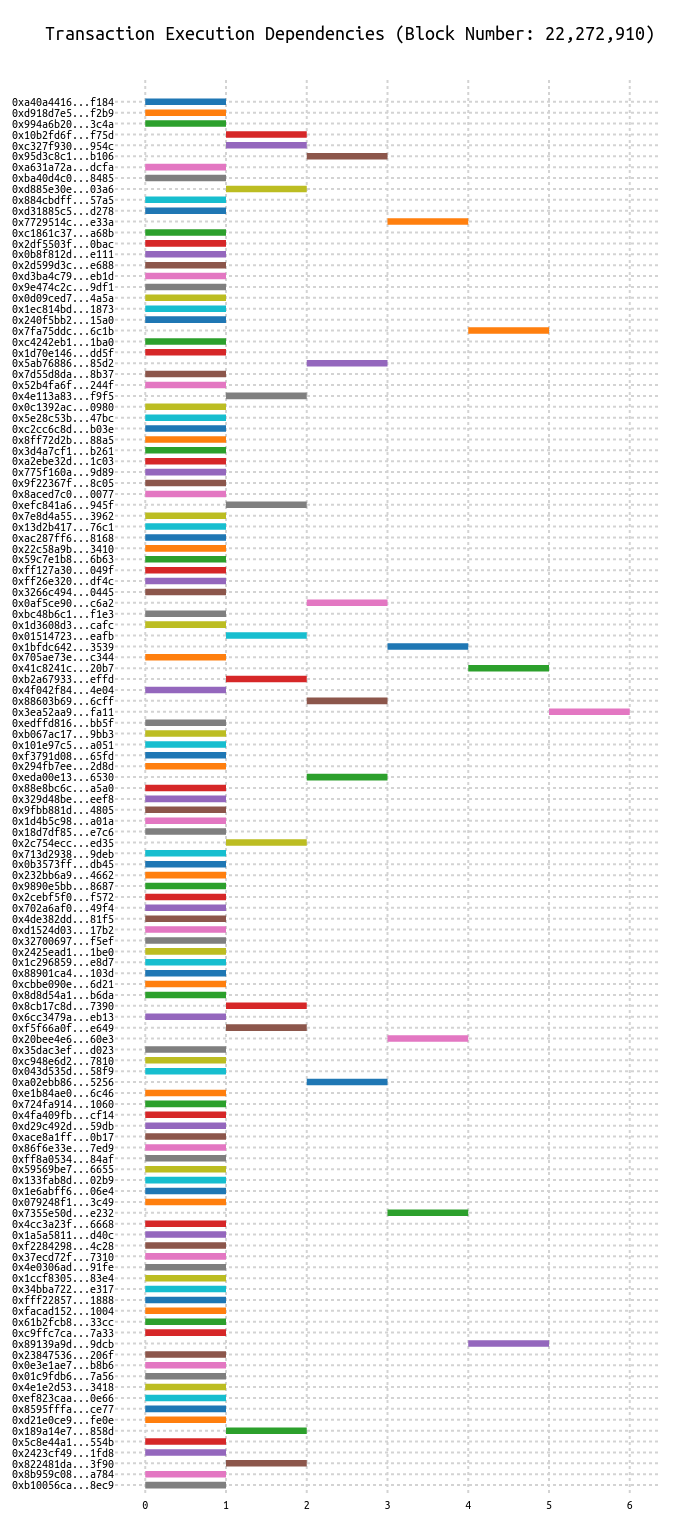 Transaction Execution Dependencies (Block Number: 22,272,910)
0xa40a4416...f184
0xd918d7e5...f2b9
0x994a6b20...3c4a
0x10b2fd6f...f75d
0xc327f930...954c
0x95d3c8c1...b106
0xa631a72a...dcfa
0xba40d4c0...8485
0xd885e30e...03a6
0x884cbdff...57a5
0xd31885c5...d278
0x7729514c...e33a
0xc1861c37...a68b
0x2df5503f...0bac
0x0b8f812d...e111
0x2d599d3c...e688
0xd3ba4c79...eb1d
0x9e474c2c...9df1
0x0d09ced7...4a5a
0x1ec814bd...1873
0x240f5bb2...15a0
0x7fa75ddc...6c1b
0xc4242eb1...1ba0
0x1d70e146...dd5f
0x5ab76886...85d2
0x7d55d8da...8b37
0x52b4fa6f...244f
0x4e113a83...f9f5
0x0c1392ac...0980
0x5e28c53b...47bc
0xc2cc6c8d...b03e
0x8ff72d2b...88a5
0x3d4a7cf1...b261
0xa2ebe32d...1c03
0x775f160a...9d89
0x9f22367f...8c05
0x8aced7c0...0077
0xefc841a6...945f
0x7e8d4a55...3962
0x13d2b417...76c1
0xac287ff6...8168
0x22c58a9b...3410
0x59c7e1b8...6b63
0xff127a30...049f
0xff26e320...df4c
0x3266c494...0445
0x0af5ce90...c6a2
0xbc48b6c1...f1e3
0x1d3608d3...cafc
0x01514723...eafb
0x1bfdc642...3539
0x705ae73e...c344
0x41c8241c...20b7
0xb2a67933...effd
0x4f042f84...4e04
0x88603b69...6cff
0x3ea52aa9...fa11
0xedffd816...bb5f
0xb067ac17...9bb3
0x101e97c5...a051
0xf3791d08...65fd
0x294fb7ee...2d8d
0xeda00e13...6530
0x88e8bc6c...a5a0
0x329d48be...eef8
0x9fbb881d...4805
0x1d4b5c98...a01a
0x18d7df85...e7c6
0x2c754ecc...ed35
0x713d2938...9deb
0x0b3573ff...db45
0x232bb6a9...4662
0x9890e5bb...8687
0x2cebf5f0...f572
0x702a6af0...49f4
0x4de382dd...81f5
0xd1524d03...17b2
0x32700697...f5ef
0x2425ead1...1be0
0x1c296859...e8d7
0x88901ca4...103d
0xcbbe090e...6d21
0x8d8d54a1...b6da
0x8cb17c8d...7390
0x6cc3479a...eb13
0xf5f66a0f...e649
0x20bee4e6...60e3
0x35dac3ef...d023
0xc948e6d2...7810
0x043d535d...58f9
0xa02ebb86...5256
0xe1b84ae0...6c46
0x724fa914...1060
0x4fa409fb...cf14
0xd29c492d...59db
0xace8a1ff...0b17
0x86f6e33e...7ed9
0xff8a0534...84af
0x59569be7...6655
0x133fab8d...02b9
0x1e6abff6...06e4
0x079248f1...3c49
0x7355e50d...e232
0x4cc3a23f...6668
0x1a5a5811...d40c
0xf2284298...4c28
0x37ecd72f...7310
0x4e0306ad...91fe
0x1ccf8305...83e4
0x34bba722...e317
0xfff22857...1888
0xfacad152...1004
0x61b2fcb8...33cc
0xc9ffc7ca...7a33
0x89139a9d...9dcb
0x23847536...206f
0x0e3e1ae7...b8b6
0x01c9fdb6...7a56
0x4e1e2d53...3418
0xef823caa...0e66
0x8595fffa...ce77
0xd21e0ce9...fe0e
0x189a14e7...858d
0x5c8e44a1...554b
0x2423cf49...1fd8
0x822481da...3f90
0x8b959c08...a784
0xb10056ca...8ec9
0 1 2 3 4 5 6